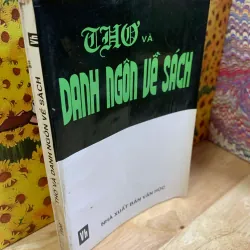 THƠ VÀ
DANH NGÔN VỀ SÁCH
NHÀ XUẤT BẢN VĂN HỌC
THƠ VÀ DANH NGÔN VỀ SÁCH
Vh